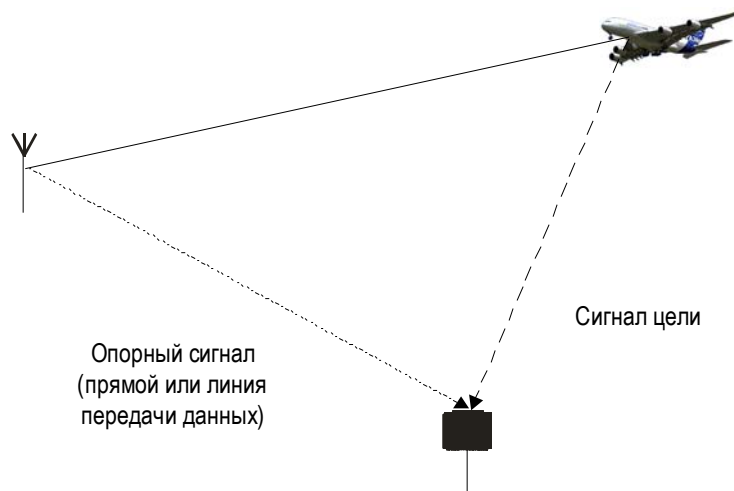 Сигнал цели
Опорный сигнал
(прямой или линия
передачи данных)